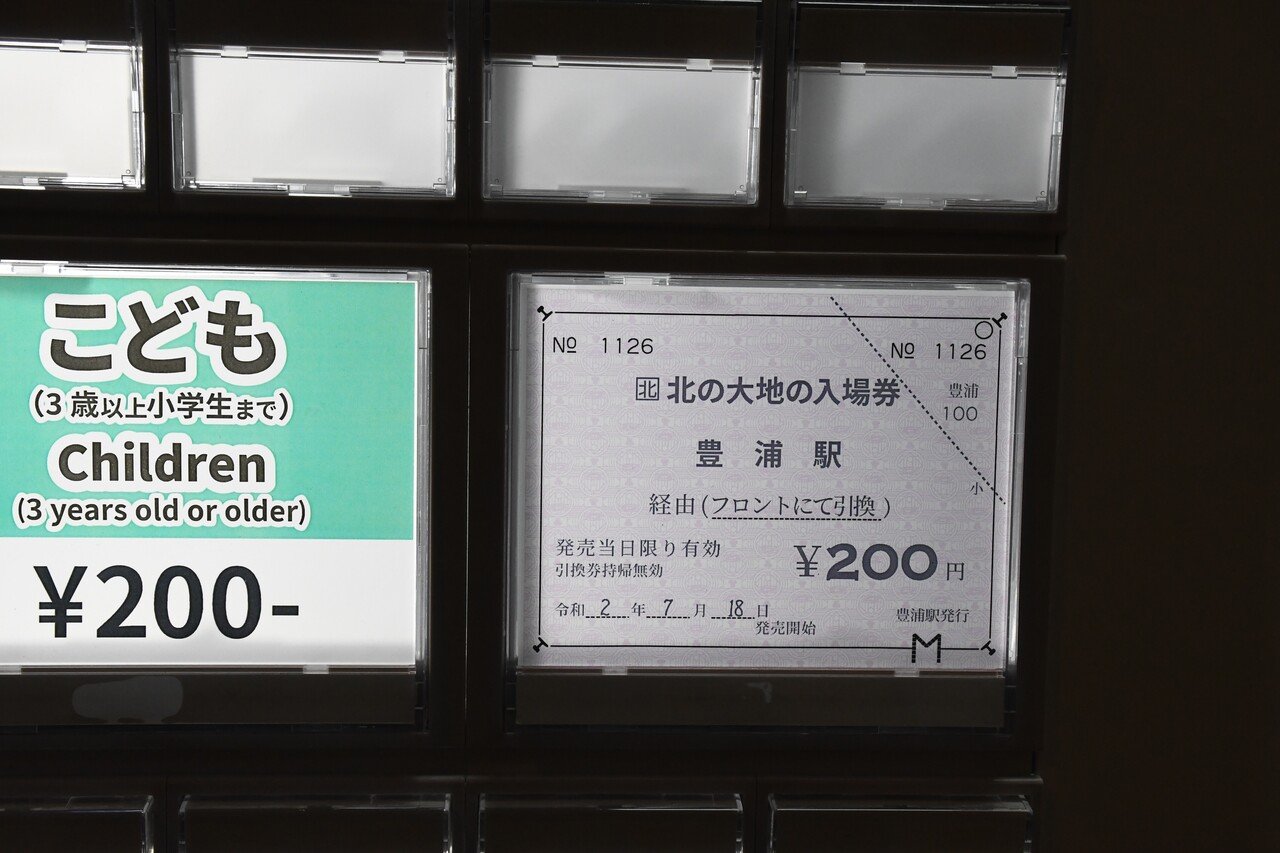 こども
(3歳以上小学生まで)
Children
(3 years old or older)
¥200-
№ 1126
№ 1126
北 北の大地の入場券
豊浦
100
豊浦駅
小
経由(フロントにて引換)
発売当日限り有効
引換券持帰無効
¥200円
令和2年7月18日
発売開始
豊浦駅発行
M